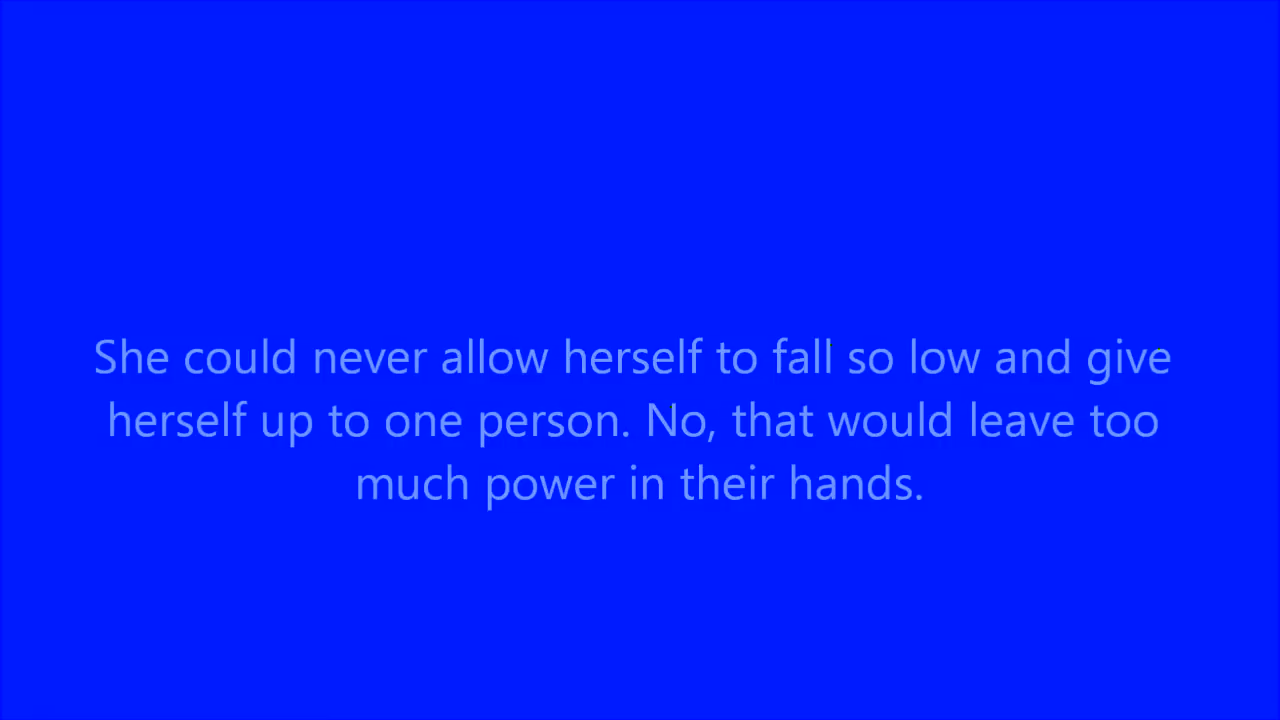 She could never allow herself to fall so low and give
herself up to one person. No, that would leave too
much power in their hands.